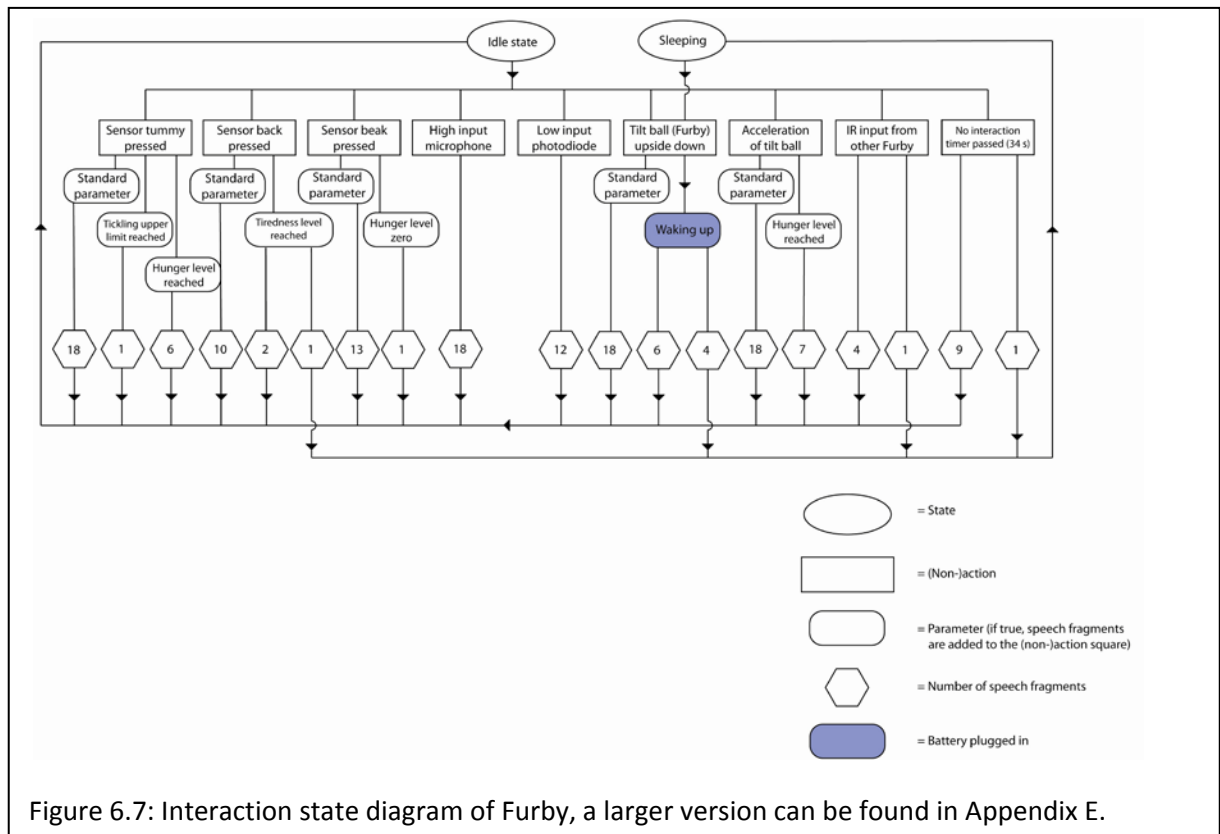 Idle state
Sleeping
Sensor tummy
pressed
Sensor back
pressed
Sensor beak
pressed
High input
microphone
Low input
photodiode
Tilt ball (Furby)
upside down
Acceleration
of tilt ball
IR input from
other Furby
No interaction
timer passed (34 s)
Standard
parameter
Standard
parameter
Standard
parameter
Standard
parameter
Standard
parameter
Tickling upper
limit reached
Tiredness level
reached
Hunger level
zero
Waking up
Hunger level
reached
Hunger level
reached
18
1
6
10
2
1
13
1
18
12
18
6
4
18
7
4
1
9
1
= State
= (Non-)action
= Parameter (if true, speech fragments
are added to the (non-)action square)
= Number of speech fragments
= Battery plugged in
Figure 6.7: Interaction state diagram of Furby, a larger version can be found in Appendix E.